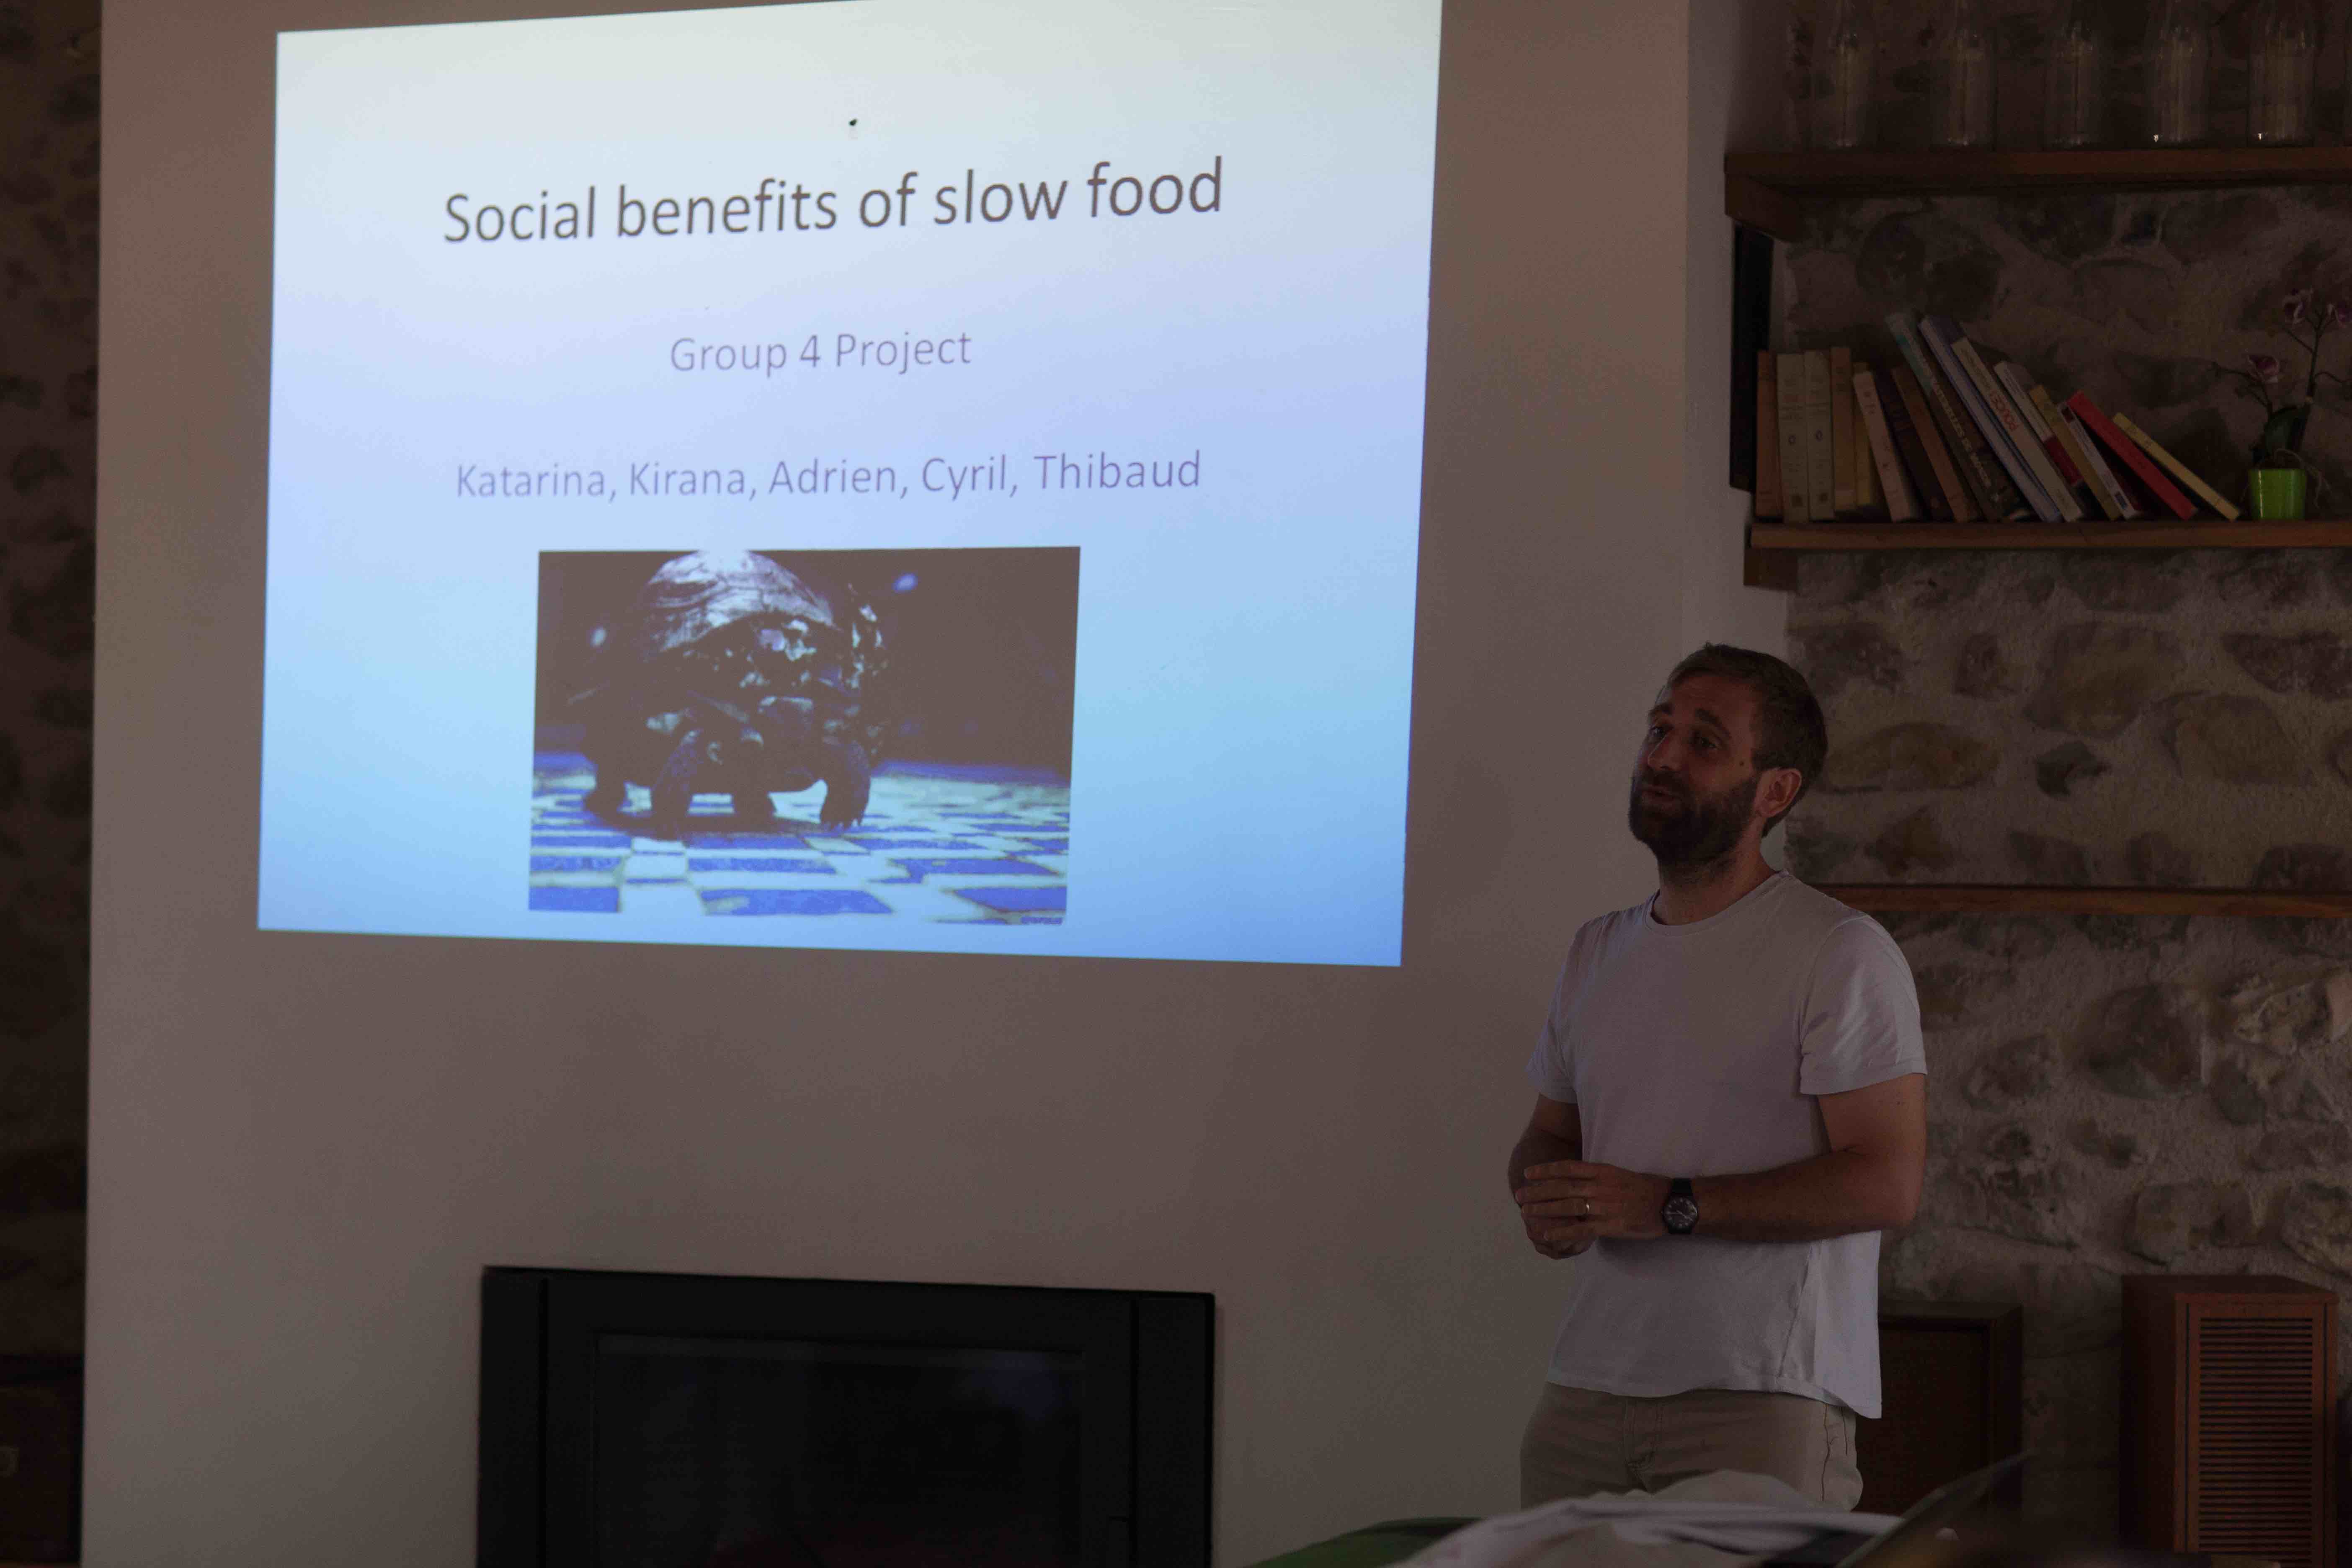 Social benefits of slow food
Group 4 Project
Katarina, Kirana, Adrien, Cyril, Thibaud